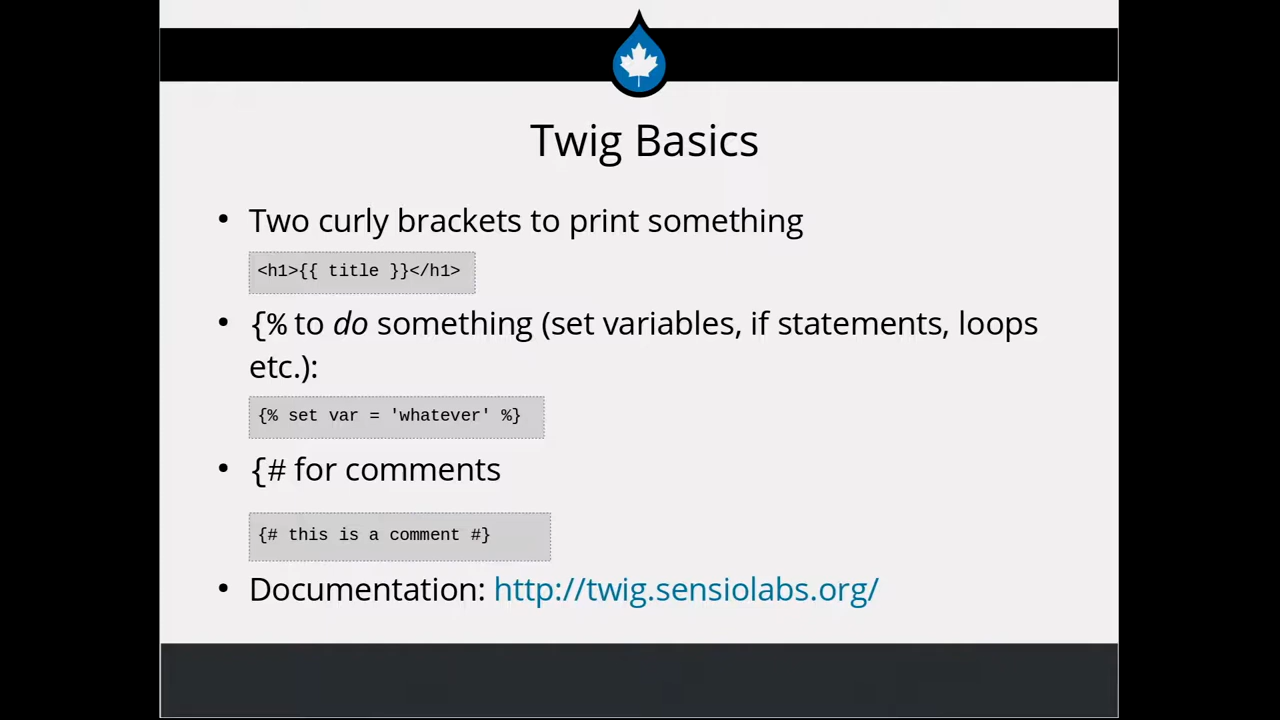 Twig Basics
• Two curly brackets to print something
<h1>{{ title }}</h1>
• {% to do something (set variables, if statements, loops
etc.):
{% set var = 'whatever' %}
• {# for comments
{# this is a comment #}
• Documentation: http://twig.sensiolabs.org/